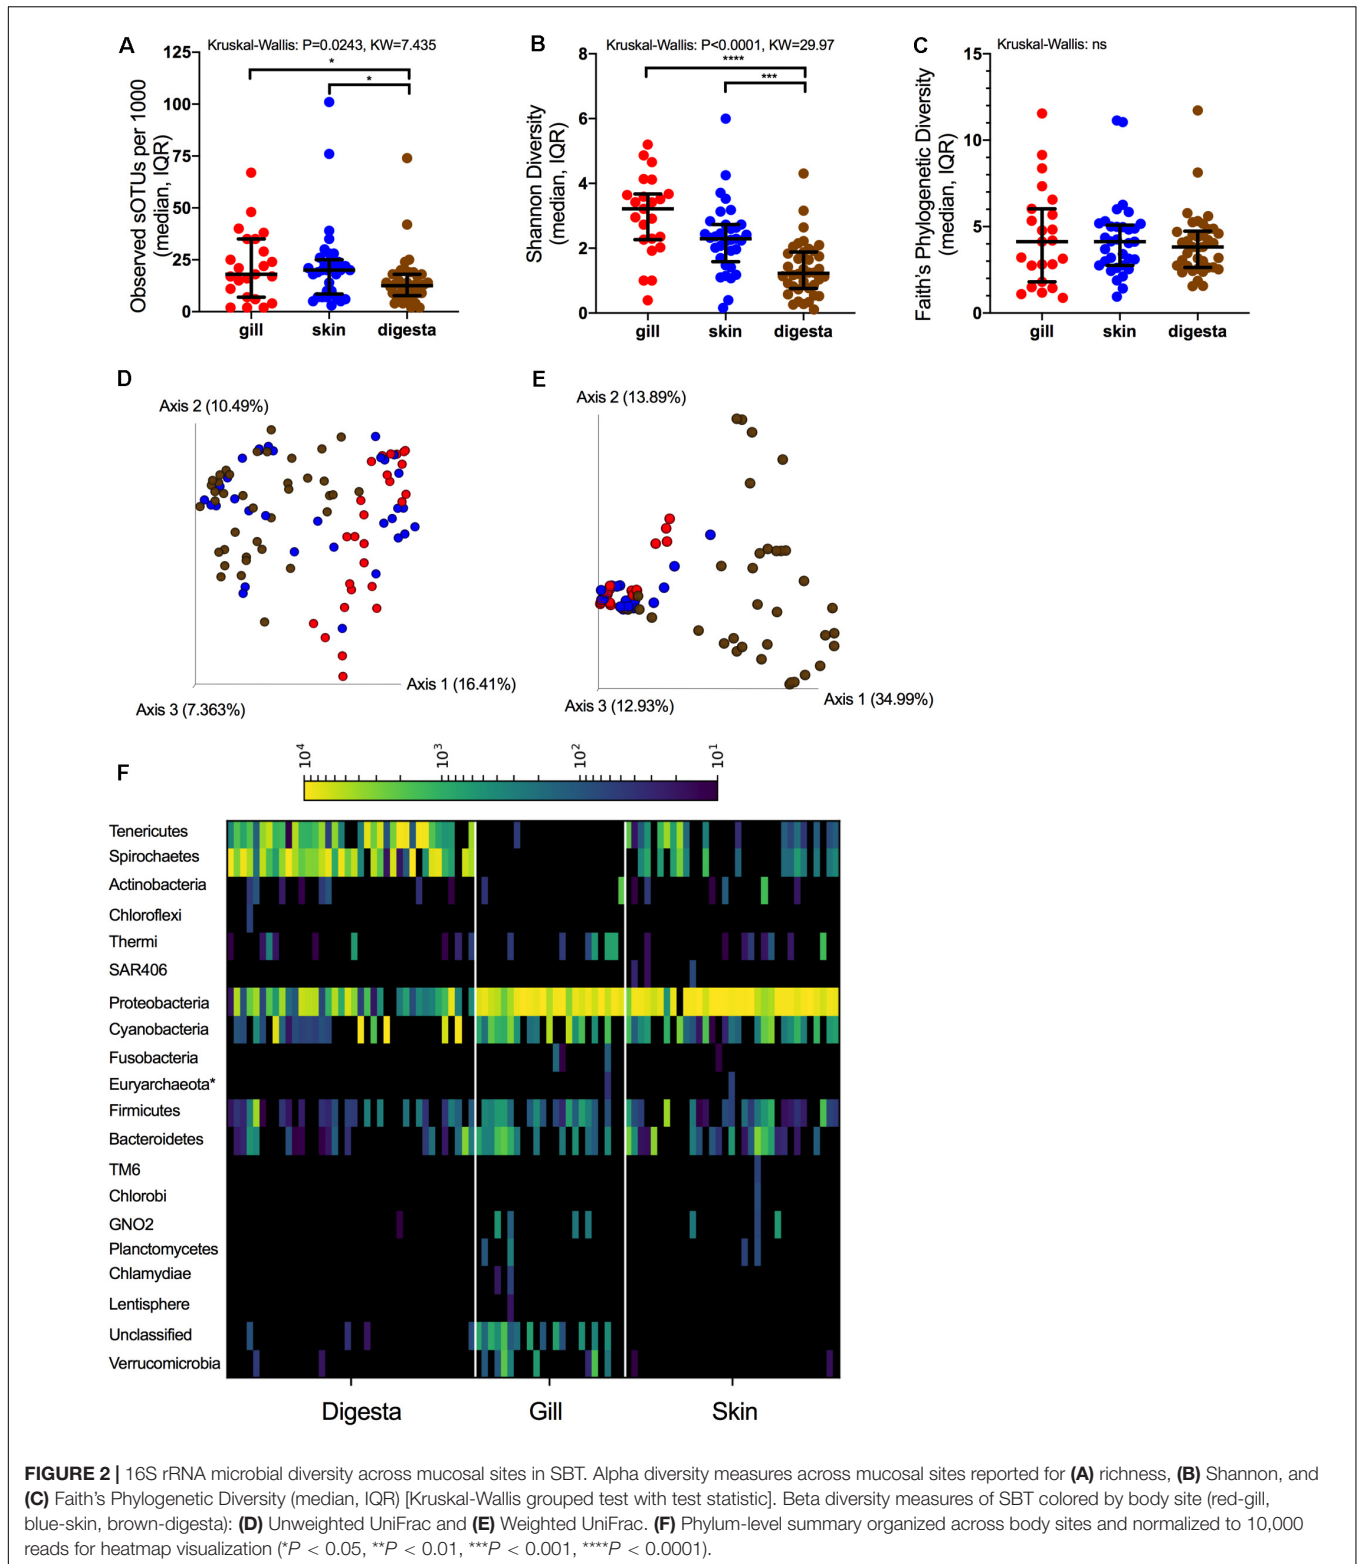 A
Kruskal-Wallis: P=0.0243, KW=7.435
*
*
Observed sOTUs per 1000
(median, IQR)
125
100
75
50
25
0
gill skin digesta
B
Kruskal-Wallis: P<0.0001, KW=29.97
****
***
Shannon Diversity
(median, IQR)
8
6
4
2
0
gill skin digesta
C
Kruskal-Wallis: ns
Faith's Phylogenetic Diversity
(median, IQR)
15
10
5
0
gill skin digesta
D
Axis 2 (10.49%)
Axis 1 (16.41%)
Axis 3 (7.363%)
E
Axis 2 (13.89%)
Axis 1 (34.99%)
Axis 3 (12.93%)
F
10⁴ 10³ 10² 10¹
Tenericutes
Spirochaetes
Actinobacteria
Chloroflexi
Thermi
SAR406
Proteobacteria
Cyanobacteria
Fusobacteria
Euryarchaeota*
Firmicutes
Bacteroidetes
TM6
Chlorobi
GNO2
Planctomycetes
Chlamydiae
Lentisphere
Unclassified
Verrucomicrobia
Digesta Gill Skin
FIGURE 2 | 16S rRNA microbial diversity across mucosal sites in SBT. Alpha diversity measures across mucosal sites reported for (A) richness, (B) Shannon, and
(C) Faith's Phylogenetic Diversity (median, IQR) [Kruskal-Wallis grouped test with test statistic]. Beta diversity measures of SBT colored by body site (red-gill,
blue-skin, brown-digesta): (D) Unweighted UniFrac and (E) Weighted UniFrac. (F) Phylum-level summary organized across body sites and normalized to 10,000
reads for heatmap visualization (*P < 0.05, **P < 0.01, ***P < 0.001, ****P < 0.0001).